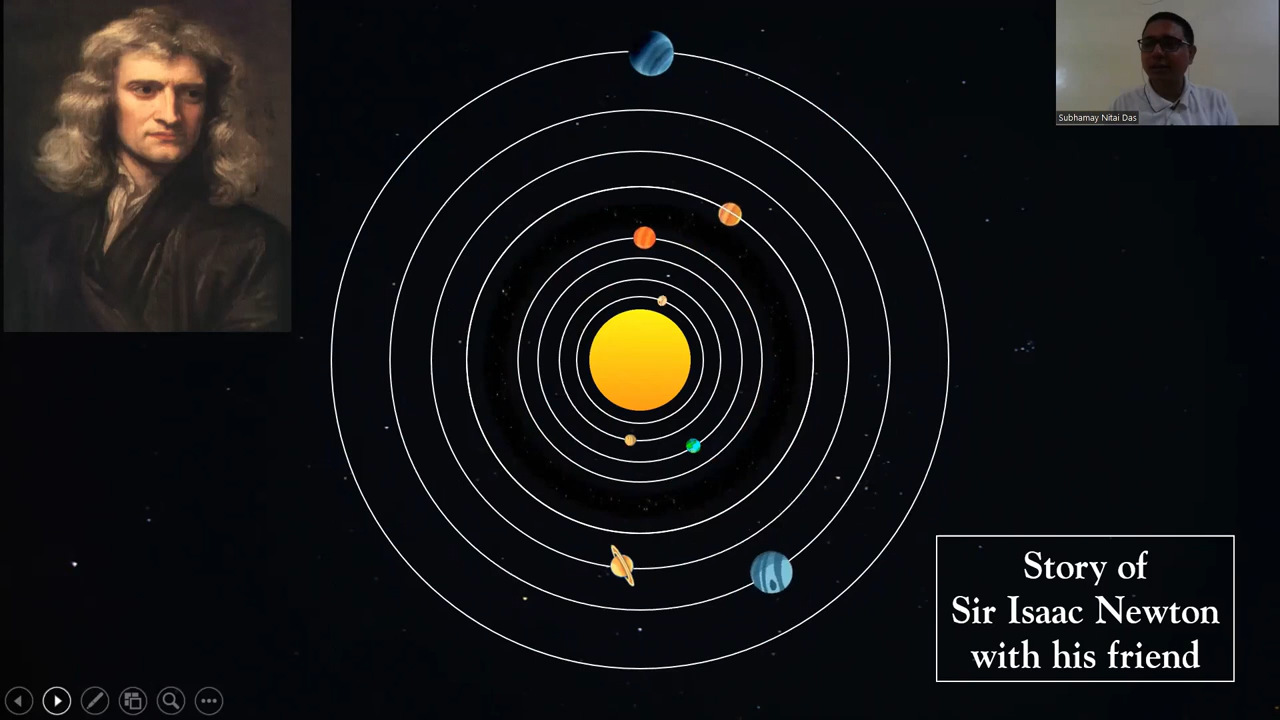 Subhamay Nitai Das
Story of
Sir Isaac Newton
with his friend